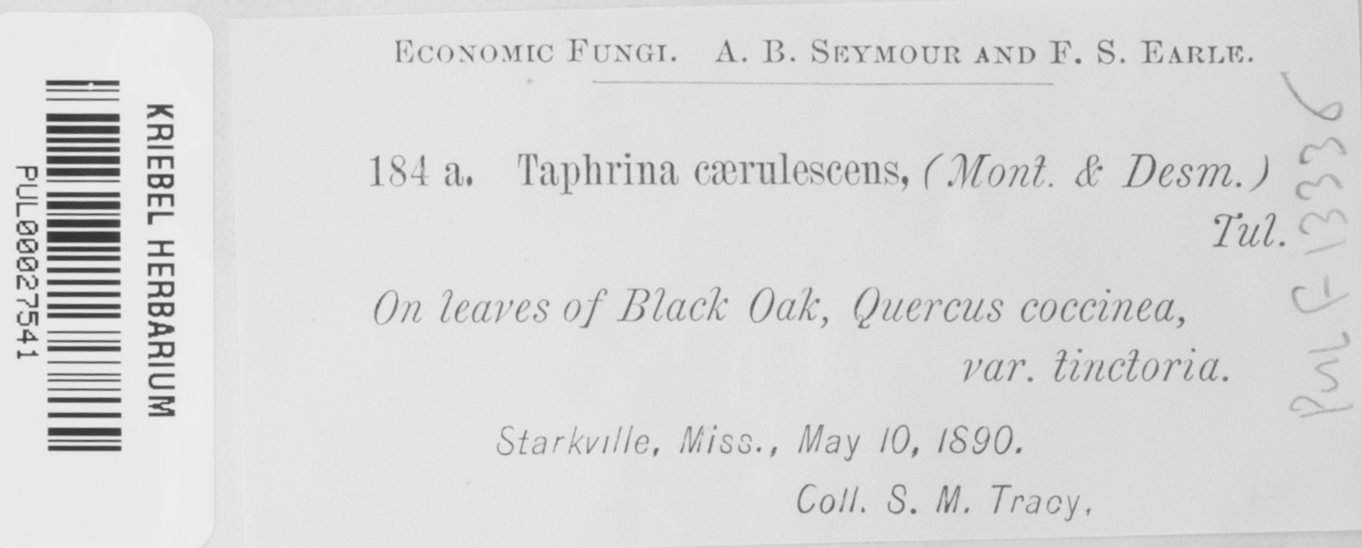 ECONOMIC FUNGI. A. B. SEYMOUR AND F. S. EARLE.
184 a. Taphrina cærulescens, (Mont. & Desm.)
Tul.
On leaves of Black Oak, Quercus coccinea,
var. tinctoria.
Starkville, Miss., May 10, 1890.
Coll. S. M. Tracy.
KRIEBEL HERBARIUM
PUL00027541
Pul F13339